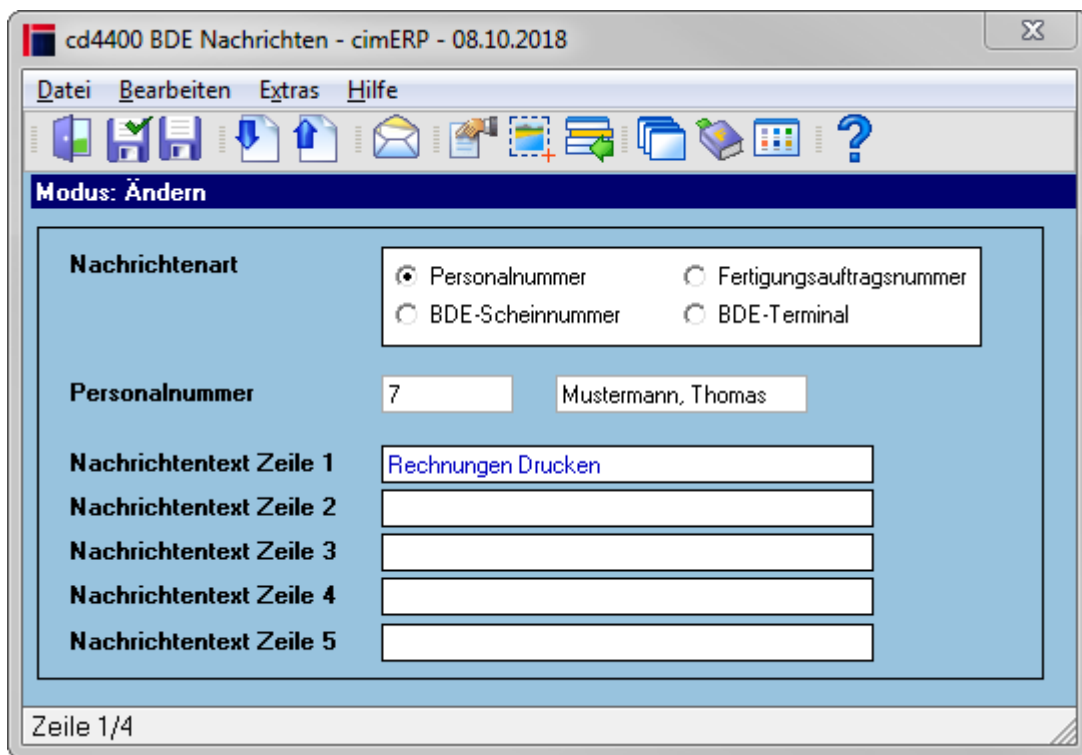 cd4400 BDE Nachrichten - cimERP - 08.10.2018
Datei Bearbeiten Extras Hilfe
Modus: Ändern
Nachrichtenart
Personalnummer Fertigungsauftragsnummer
BDE-Scheinnummer BDE-Terminal
Personalnummer 7 Mustermann, Thomas
Nachrichtentext Zeile 1 Rechnungen Drucken
Nachrichtentext Zeile 2
Nachrichtentext Zeile 3
Nachrichtentext Zeile 4
Nachrichtentext Zeile 5
Zeile 1/4